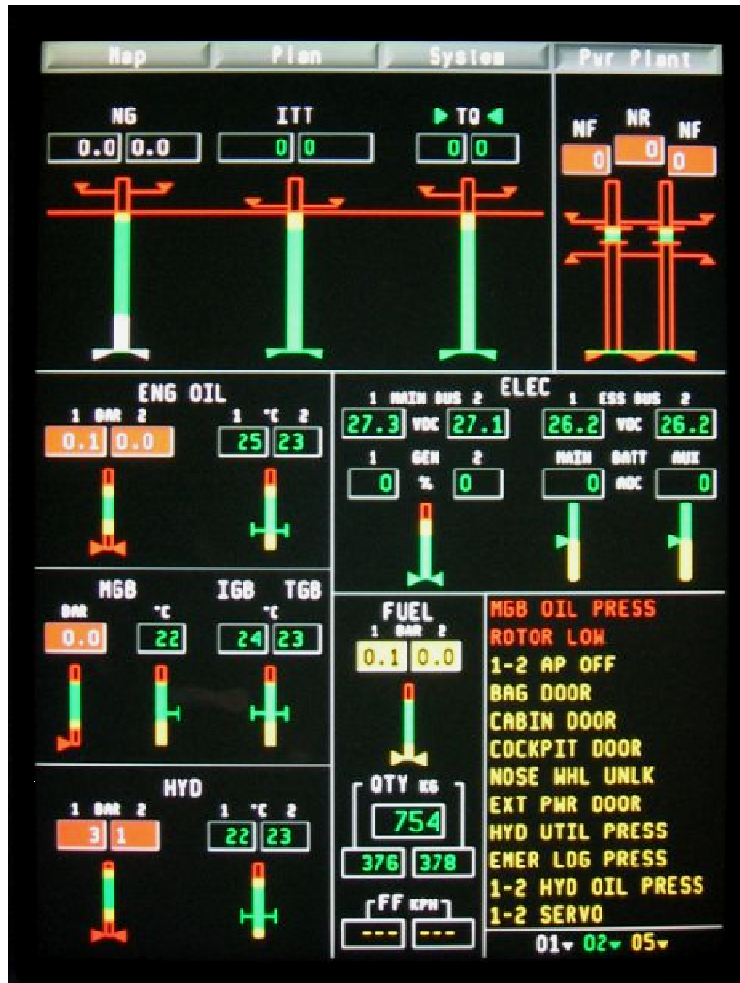 Map Plan System Pwr Plant
NG ITT TQ NF NR NF
0.0 0.0 0 0 0 0 0 0 0
ENG OIL
1 BAR 2 1 °C 2
0.1 0.0 25 23
ELEC
1 MAIN BUS 2 1 ESS BUS 2
27.3 VDC 27.1 26.2 VDC 26.2
1 GEN 2 MAIN BATT AUX
0 % 0 0 ADC 0
MGB IGB TGB
BAR °C °C
0.0 22 24 23
HYD
1 BAR 2 1 °C 2
3 1 22 23
FUEL
1 BAR 2
0.1 0.0
QTY KG
754
376 378
FF KPH
--- ---
MGB OIL PRESS
ROTOR LOW
1-2 AP OFF
BAG DOOR
CABIN DOOR
COCKPIT DOOR
NOSE WHL UNLK
EXT PWR DOOR
HYD UTIL PRESS
EMER LDG PRESS
1-2 HYD OIL PRESS
1-2 SERVO
01 02 05